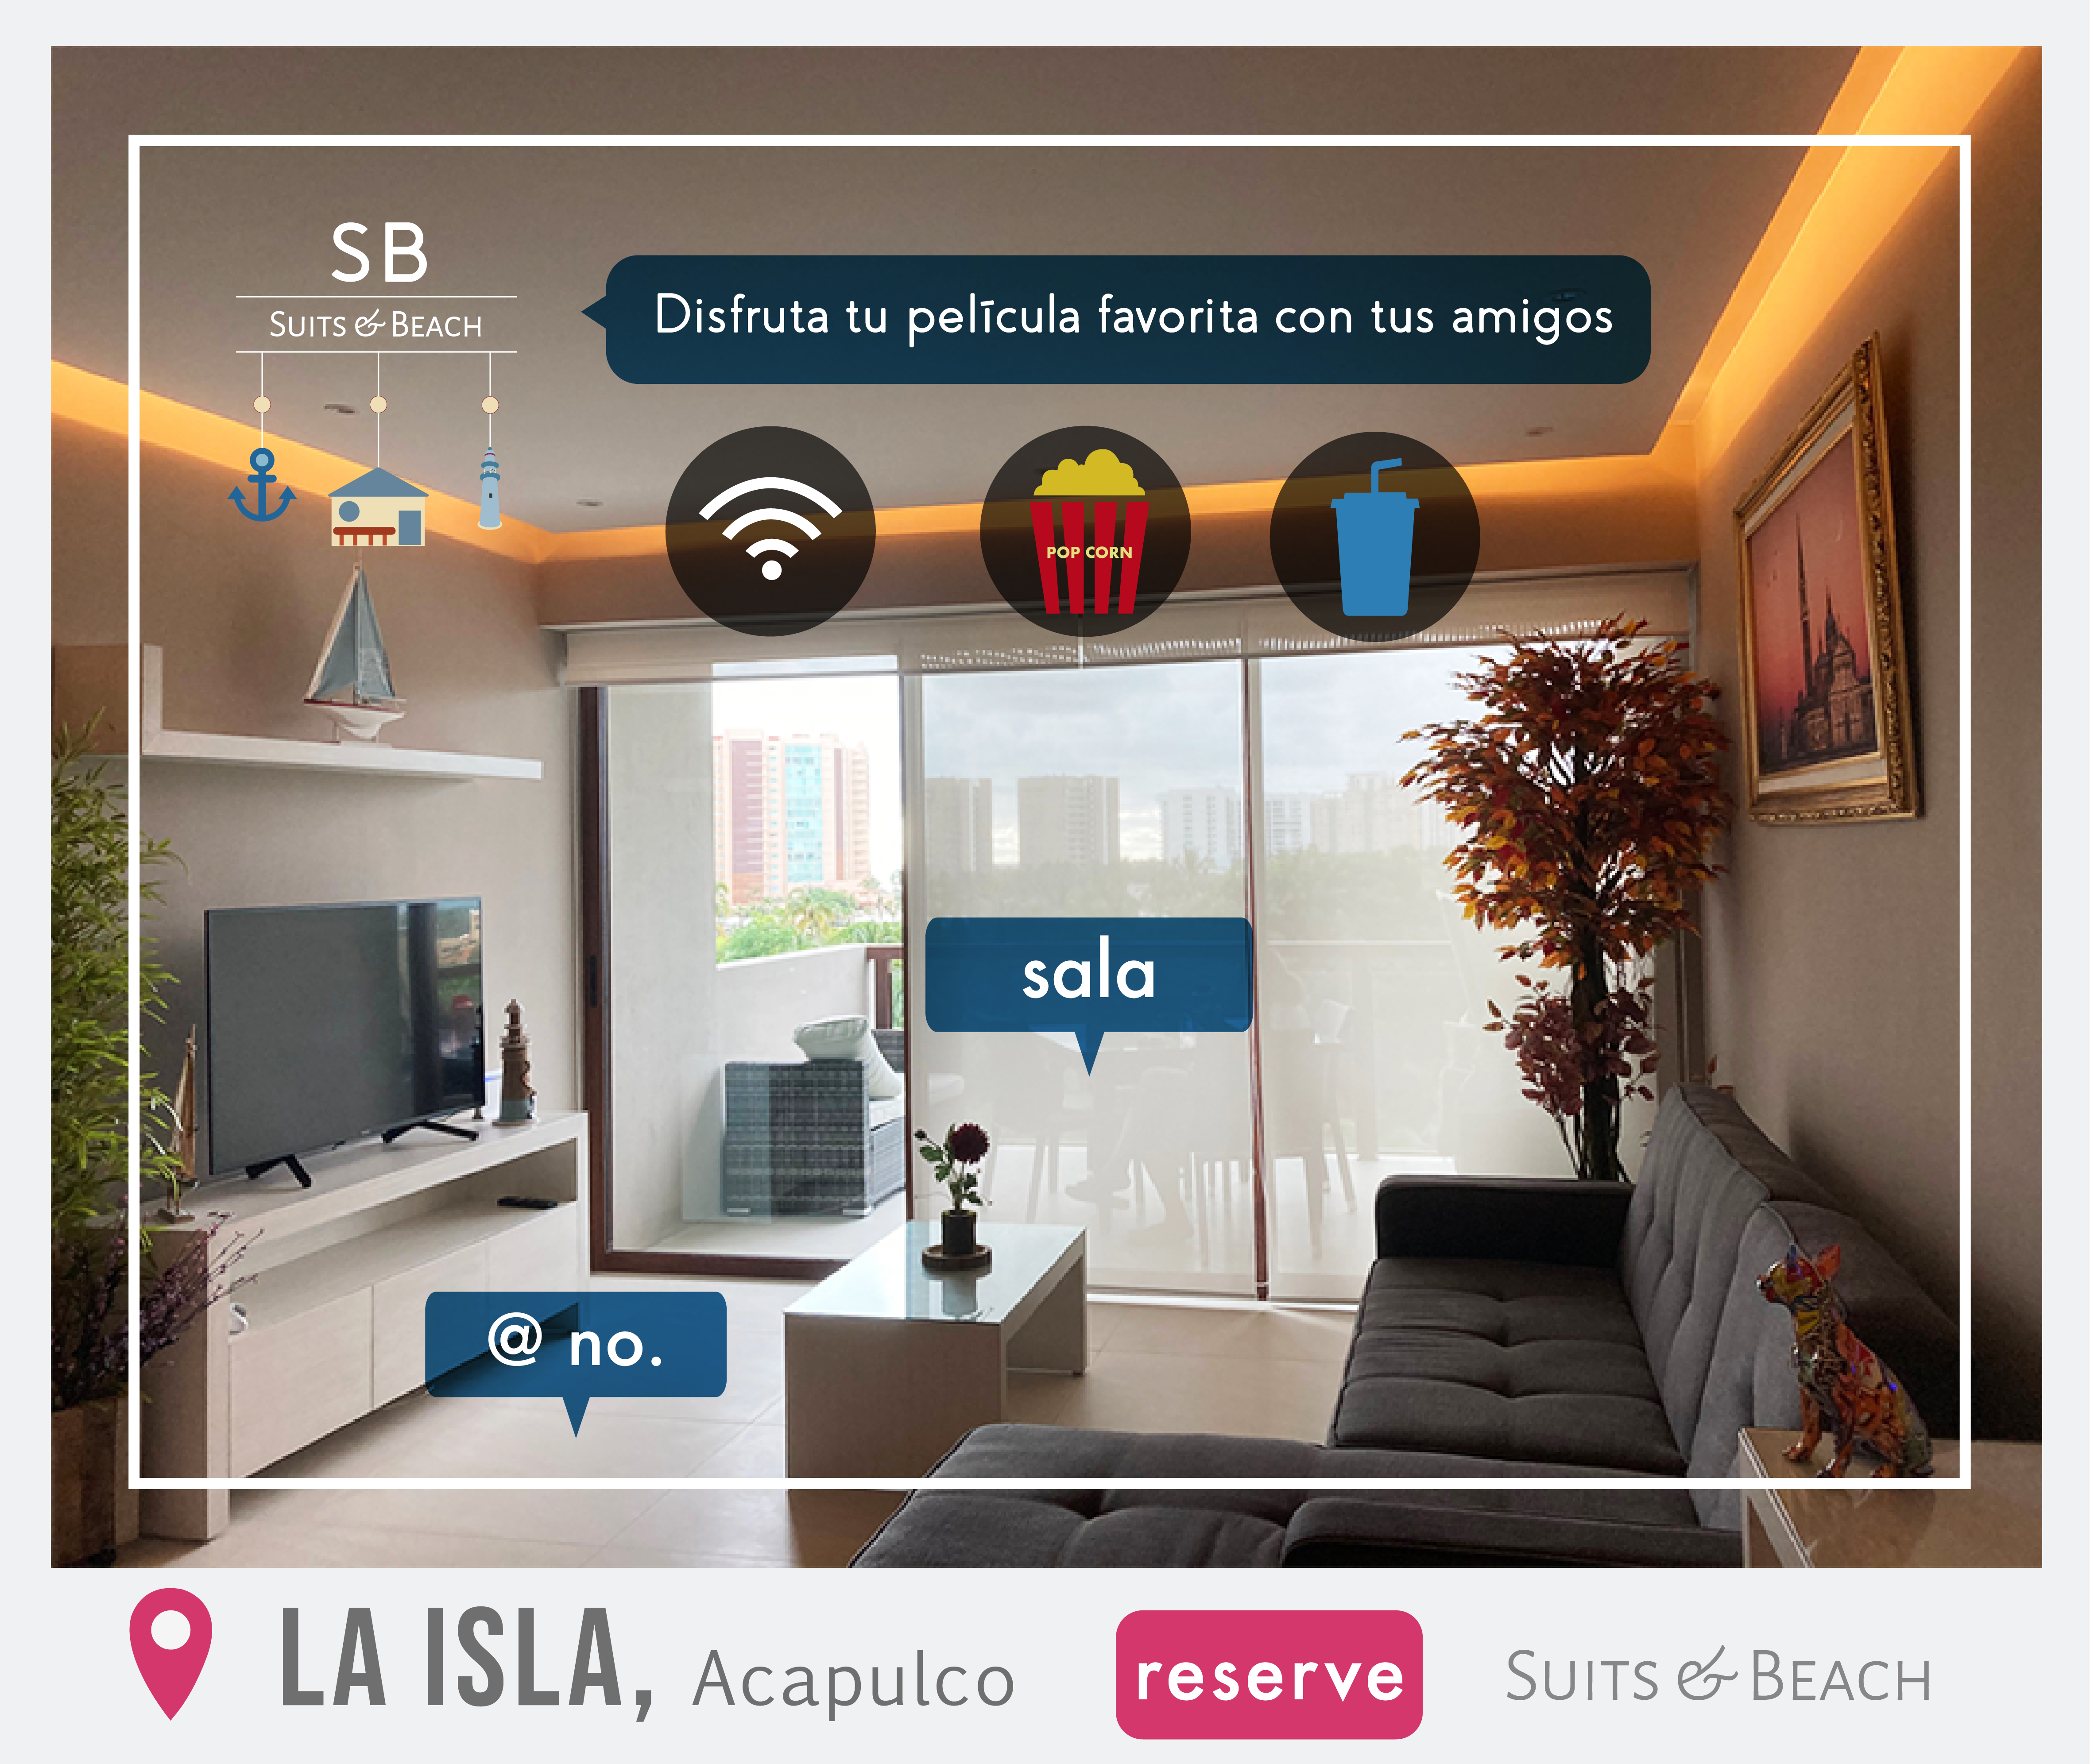 SB
SUITS & BEACH
Disfruta tu película favorita con tus amigos
POP CORN
sala
@ no.
LA ISLA, Acapulco
reserve
SUITS & BEACH